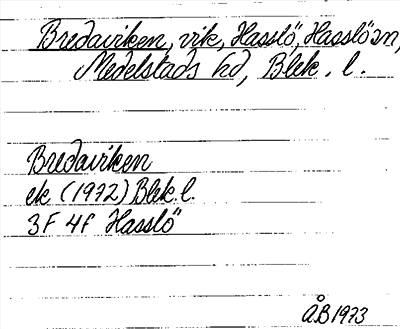 Bredaviken, vik, Hasslö, Hasslö sn,
Medelstads hd, Blek. l.
Bredaviken
ek (1972) Blek. l.
3F 4f Hasslö
ÅB 1973